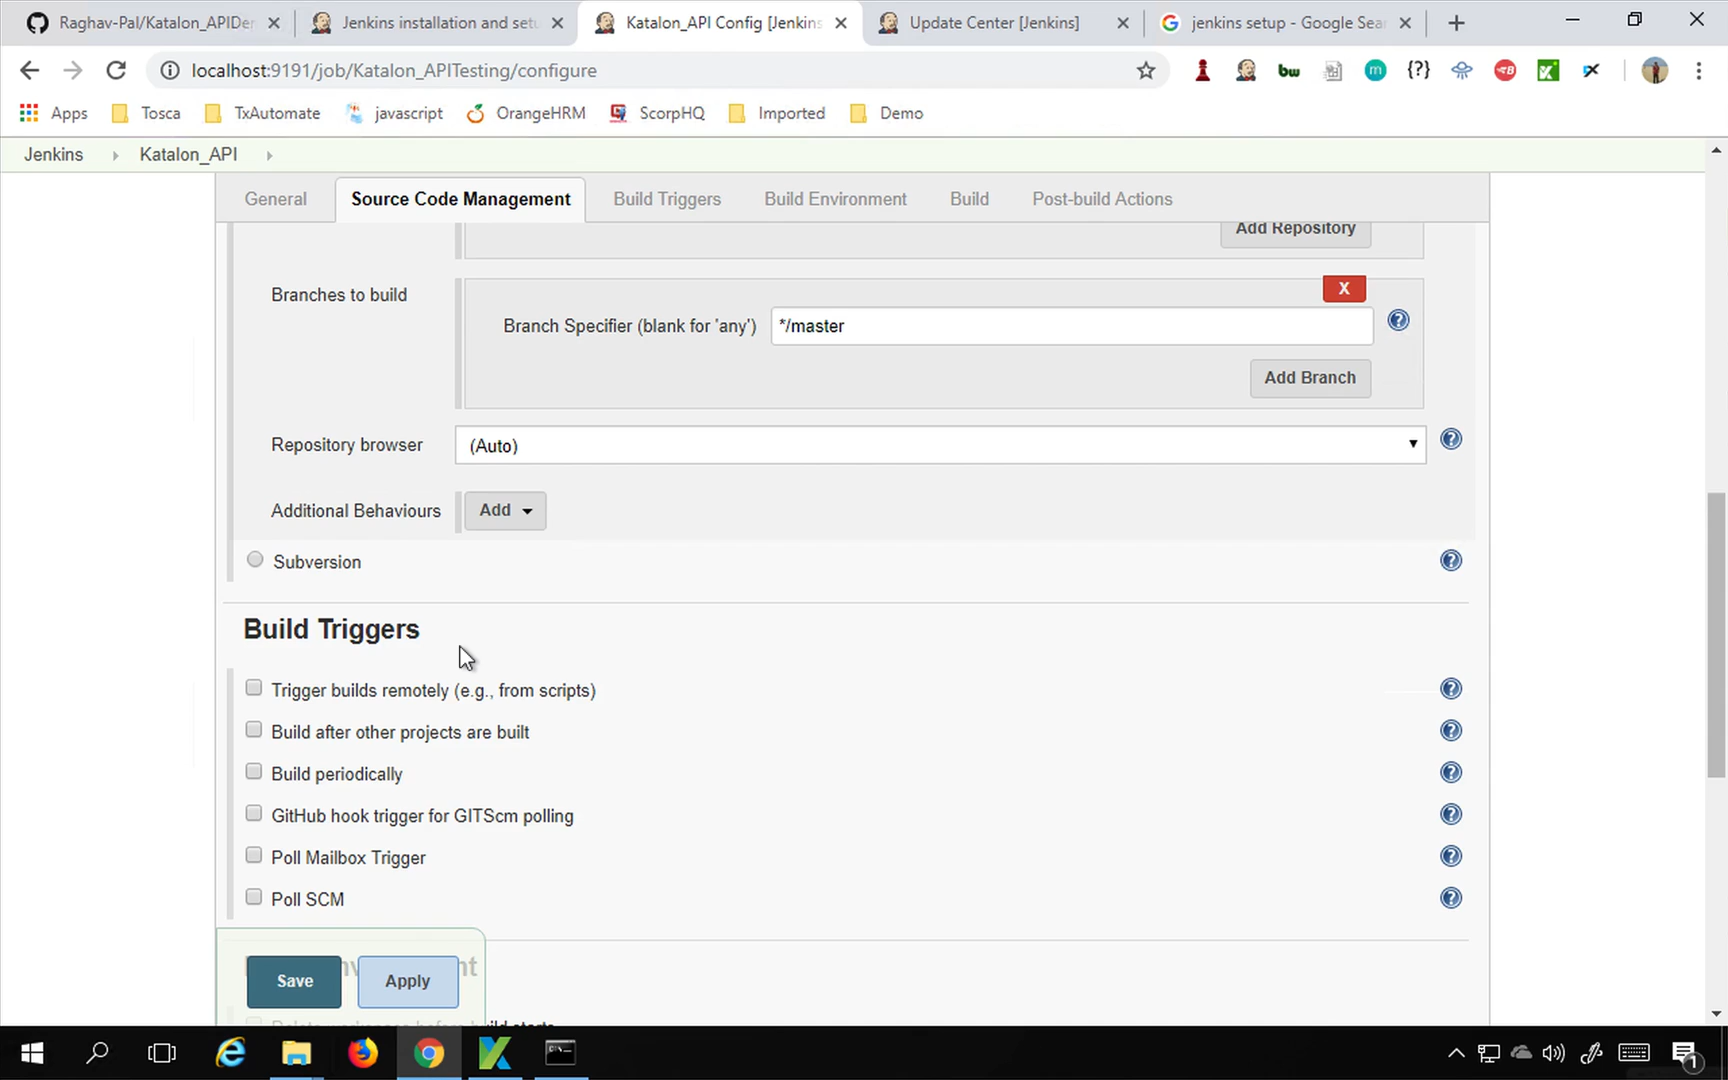 Raghav-Pal/Katalon_APIDe
Jenkins installation and setu
Katalon_API Config [Jenkins
Update Center [Jenkins]
jenkins setup - Google Sea
localhost:9191/job/Katalon_APITesting/configure
bw
m
{?}
Apps
Tosca
TxAutomate
javascript
OrangeHRM
ScorpHQ
Imported
Demo
Jenkins
Katalon_API
General
Source Code Management
Build Triggers
Build Environment
Build
Post-build Actions
Add Repository
Branches to build
X
Branch Specifier (blank for 'any')
*/master
Add Branch
Repository browser
(Auto)
Additional Behaviours
Add
Subversion
Build Triggers
Trigger builds remotely (e.g., from scripts)
Build after other projects are built
Build periodically
GitHub hook trigger for GITScm polling
Poll Mailbox Trigger
Poll SCM
Save
Apply
1